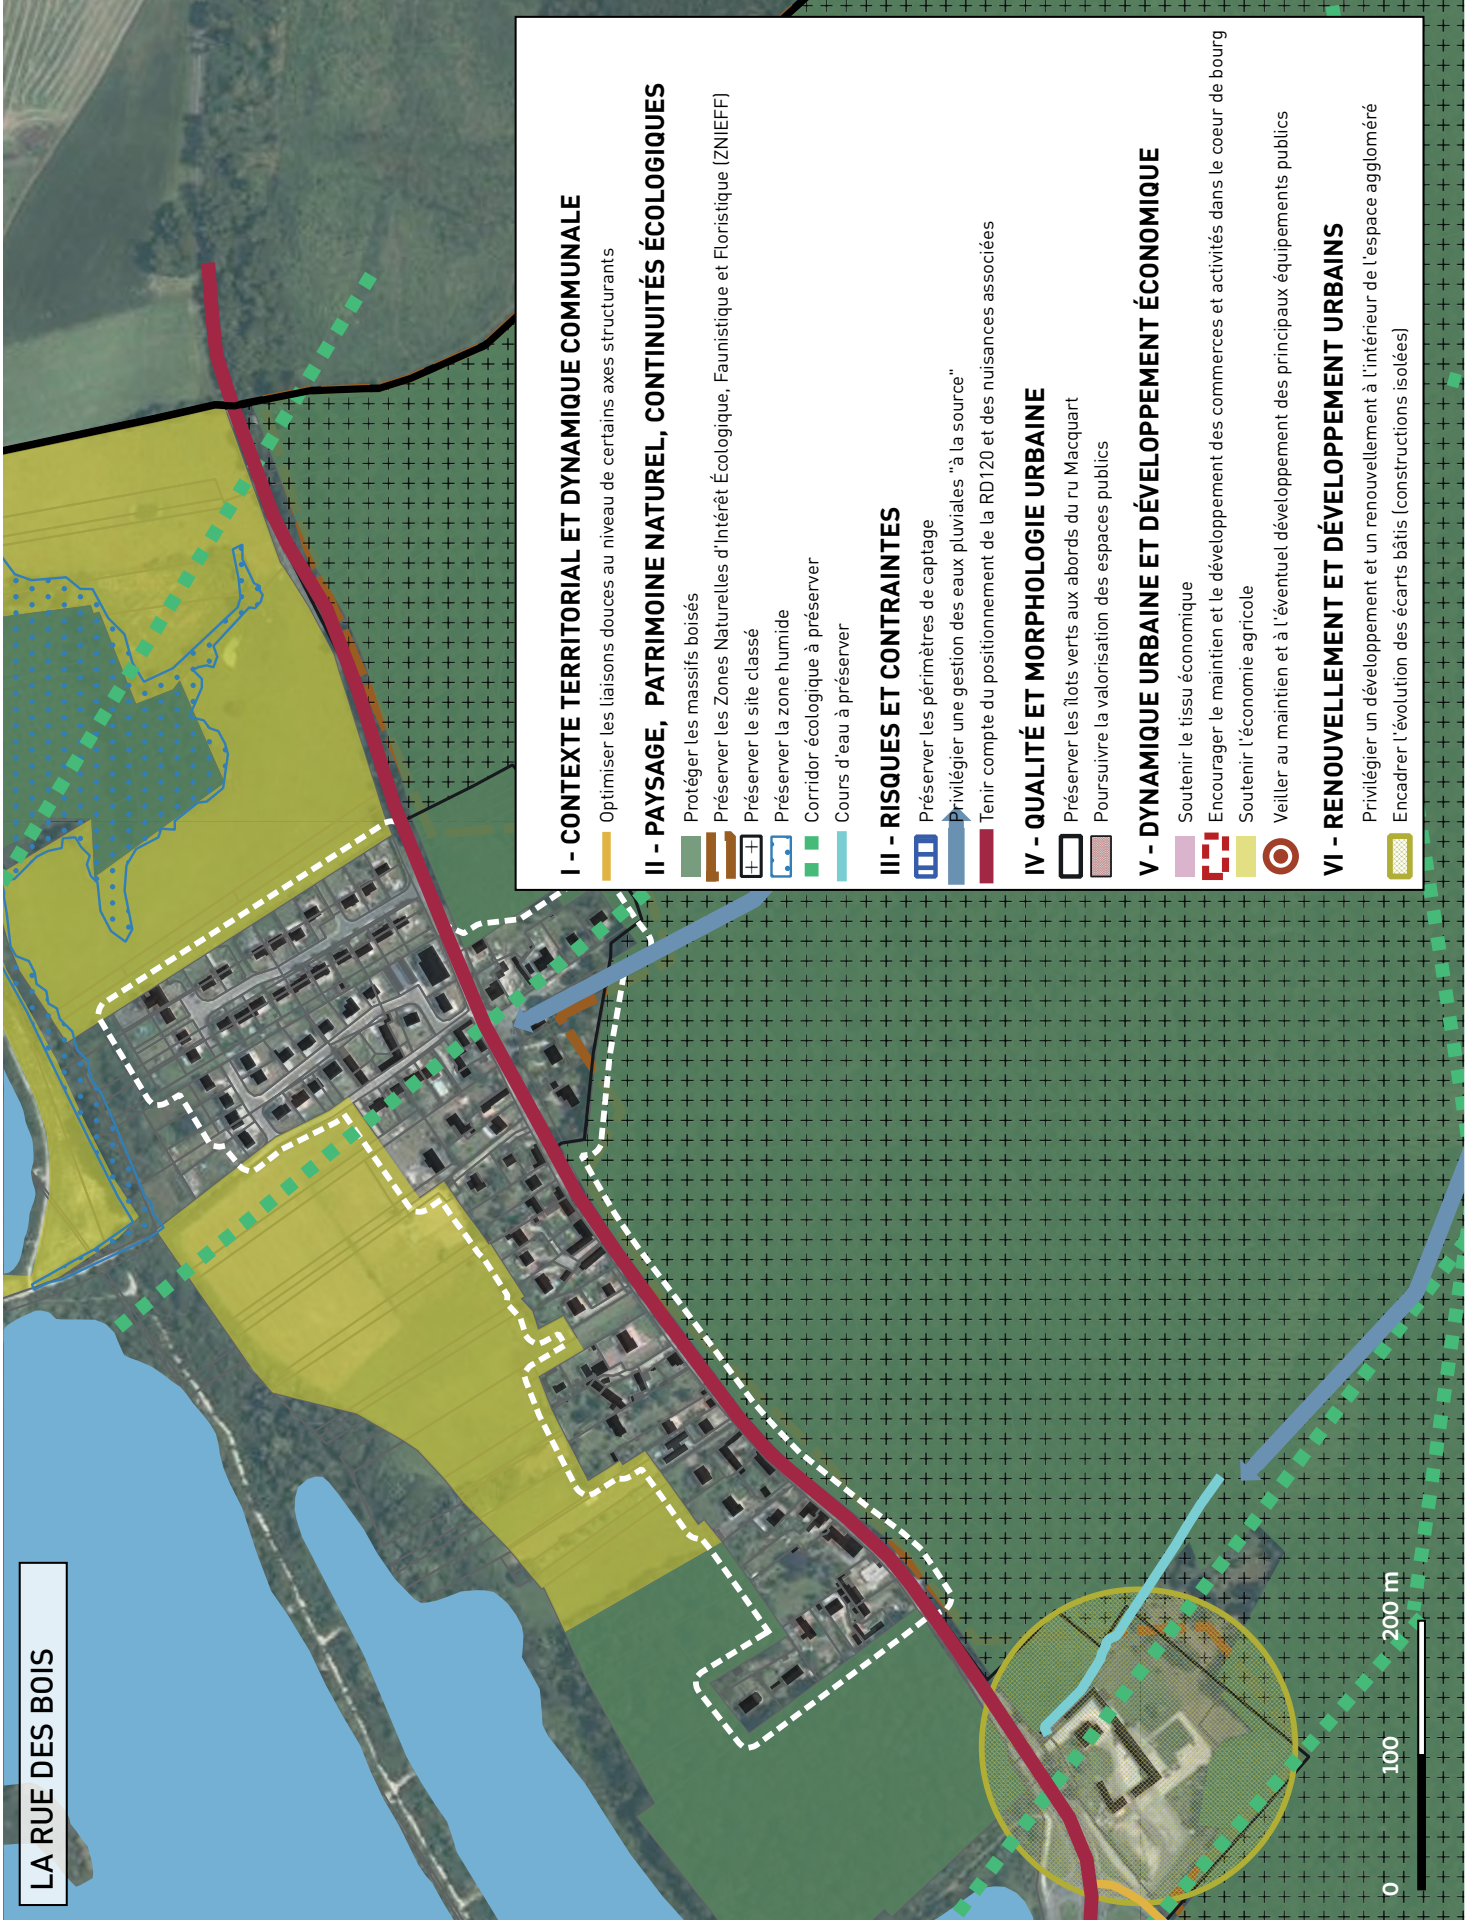 LA RUE DES BOIS
I - CONTEXTE TERRITORIAL ET DYNAMIQUE COMMUNALE
Optimiser les liaisons douces au niveau de certains axes structurants
II - PAYSAGE, PATRIMOINE NATUREL, CONTINUITÉS ÉCOLOGIQUES
Protéger les massifs boisés
Préserver les Zones Naturelles d'Intérêt Écologique, Faunistique et Floristique (ZNIEFF)
Préserver le site classé
Préserver la zone humide
Corridor écologique à préserver
Cours d'eau à préserver
III - RISQUES ET CONTRAINTES
Préserver les périmètres de captage
Privilégier une gestion des eaux pluviales "à la source"
Tenir compte du positionnement de la RD120 et des nuisances associées
IV - QUALITÉ ET MORPHOLOGIE URBAINE
Préserver les îlots verts aux abords du ru Macquart
Poursuivre la valorisation des espaces publics
V - DYNAMIQUE URBAINE ET DÉVELOPPEMENT ÉCONOMIQUE
Soutenir le tissu économique
Encourager le maintien et le développement des commerces et activités dans le coeur de bourg
Soutenir l'économie agricole
Veiller au maintien et à l'éventuel développement des principaux équipements publics
VI - RENOUVELLEMENT ET DÉVELOPPEMENT URBAINS
Privilégier un développement et un renouvellement à l'intérieur de l'espace aggloméré
Encadrer l'évolution des écarts bâtis (constructions isolées)
0 100 200 m